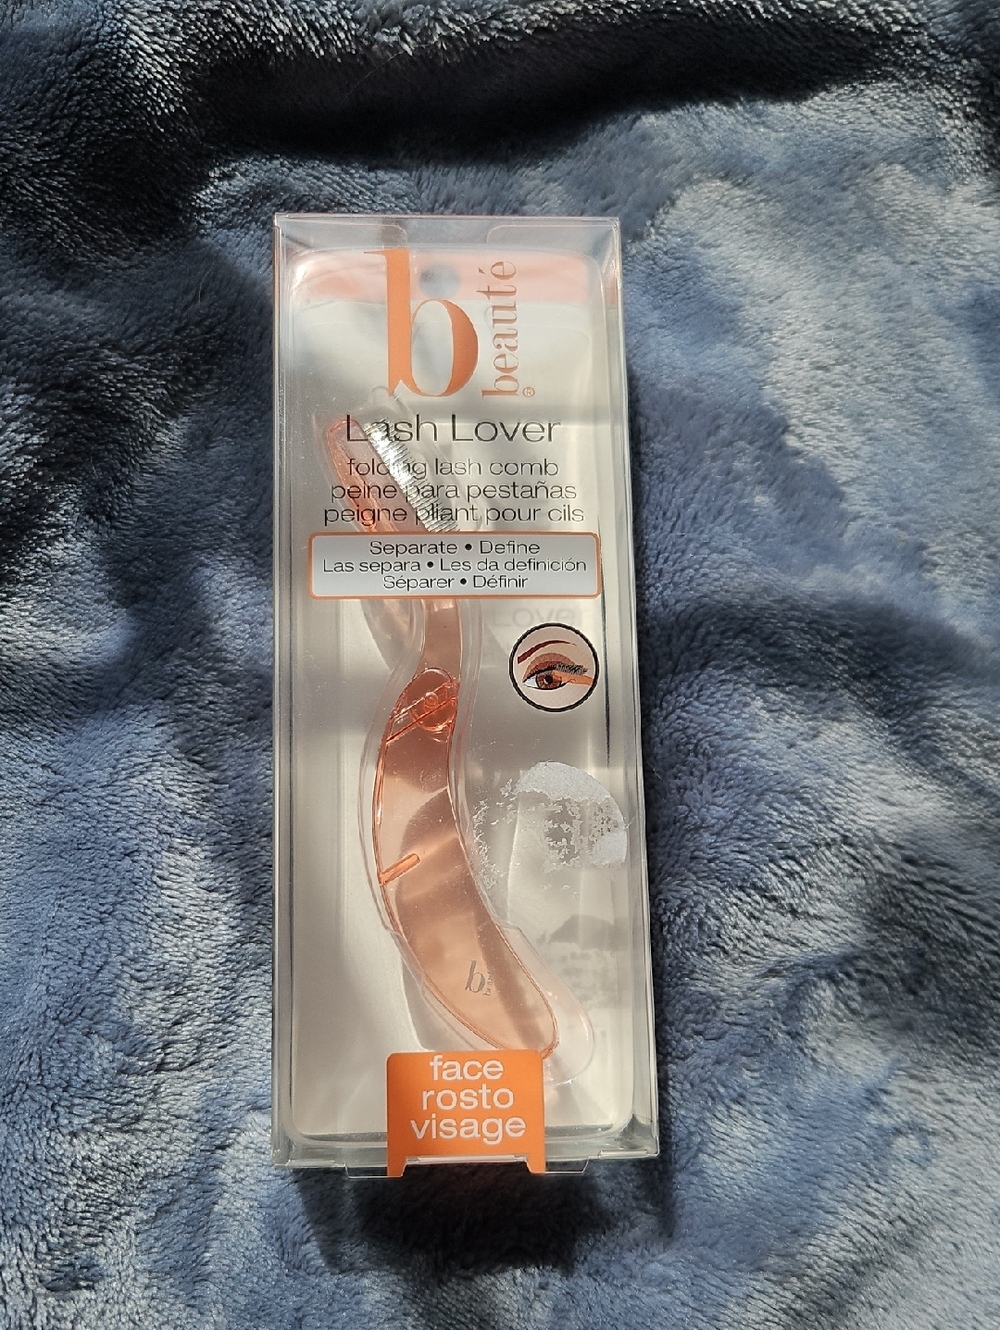 b
beauté®
Lash Lover
folding lash comb
peine para pestañas
peigne pliant pour cils
Separate • Define
Las separa • Les da definición
Séparer • Définir
b
face
rosto
visage